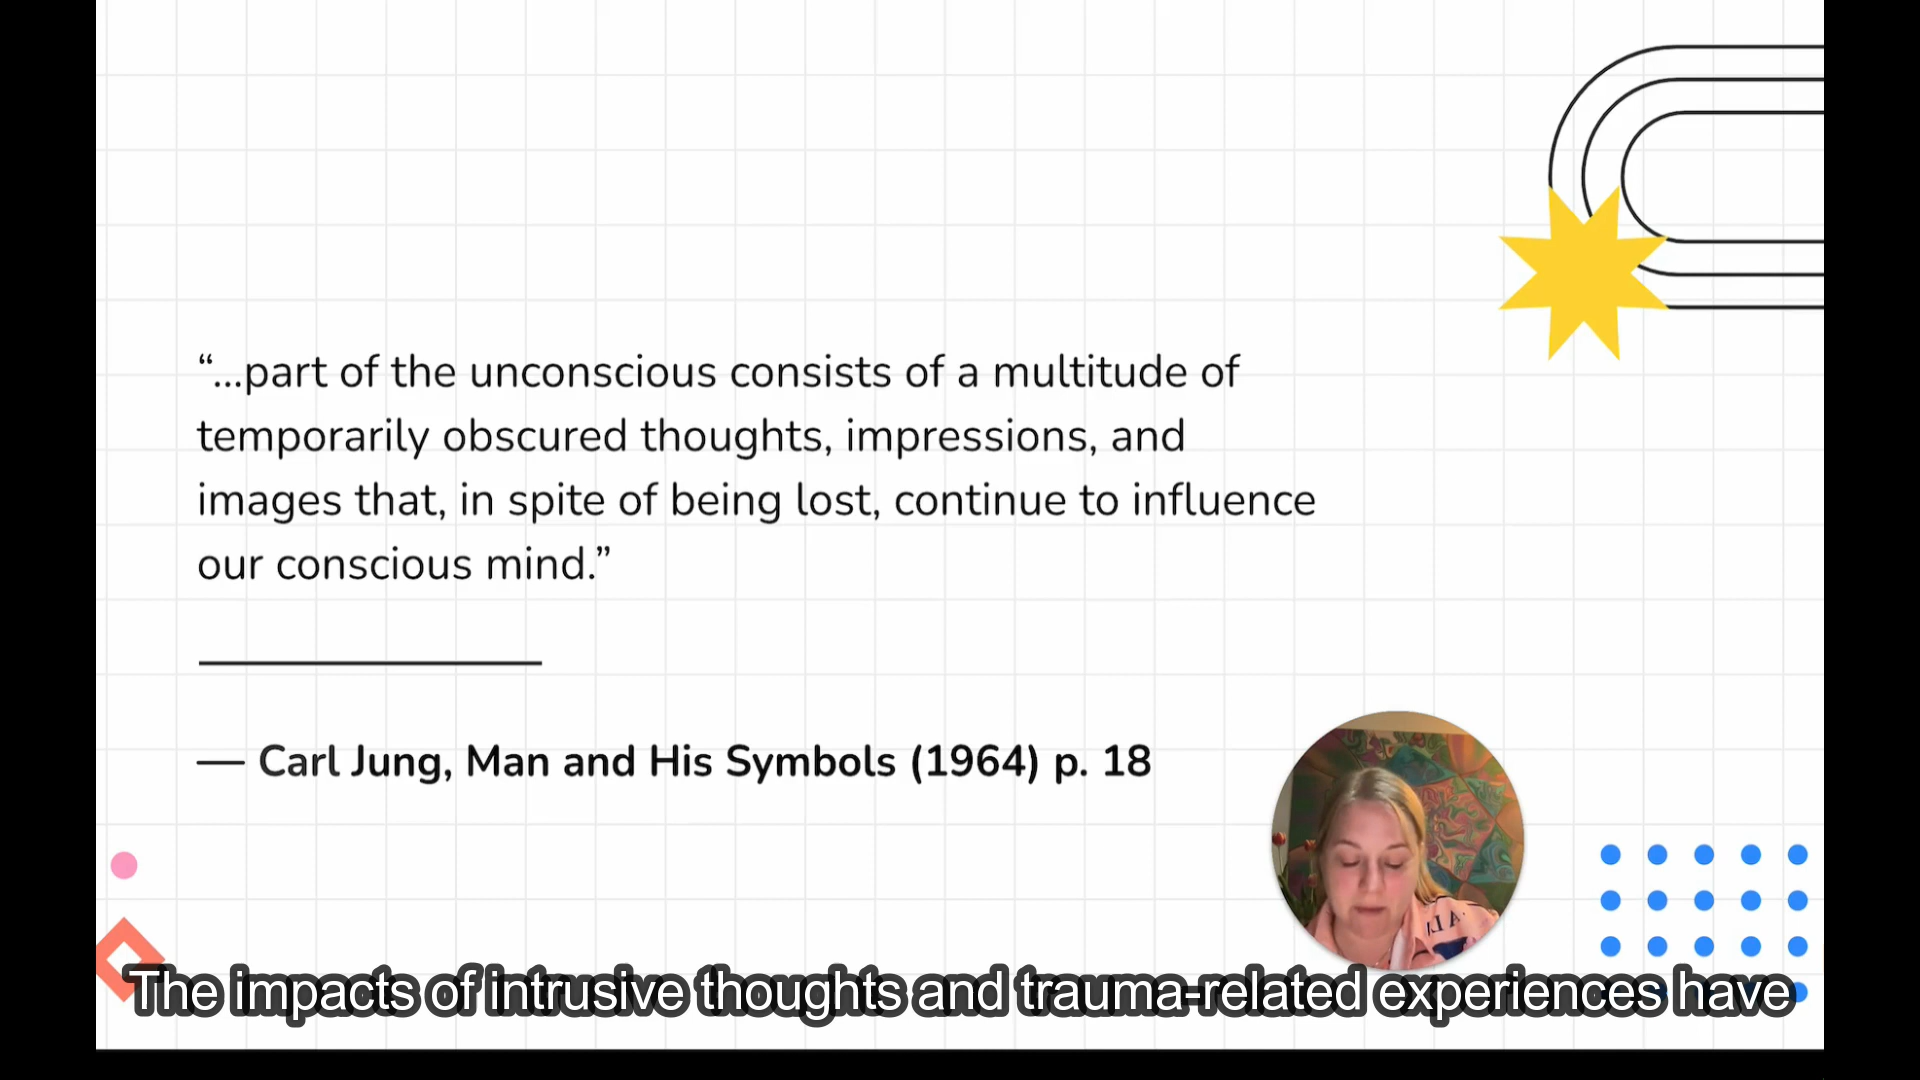 “...part of the unconscious consists of a multitude of
temporarily obscured thoughts, impressions, and
images that, in spite of being lost, continue to influence
our conscious mind.”
— Carl Jung, Man and His Symbols (1964) p. 18
The impacts of intrusive thoughts and trauma-related experiences have